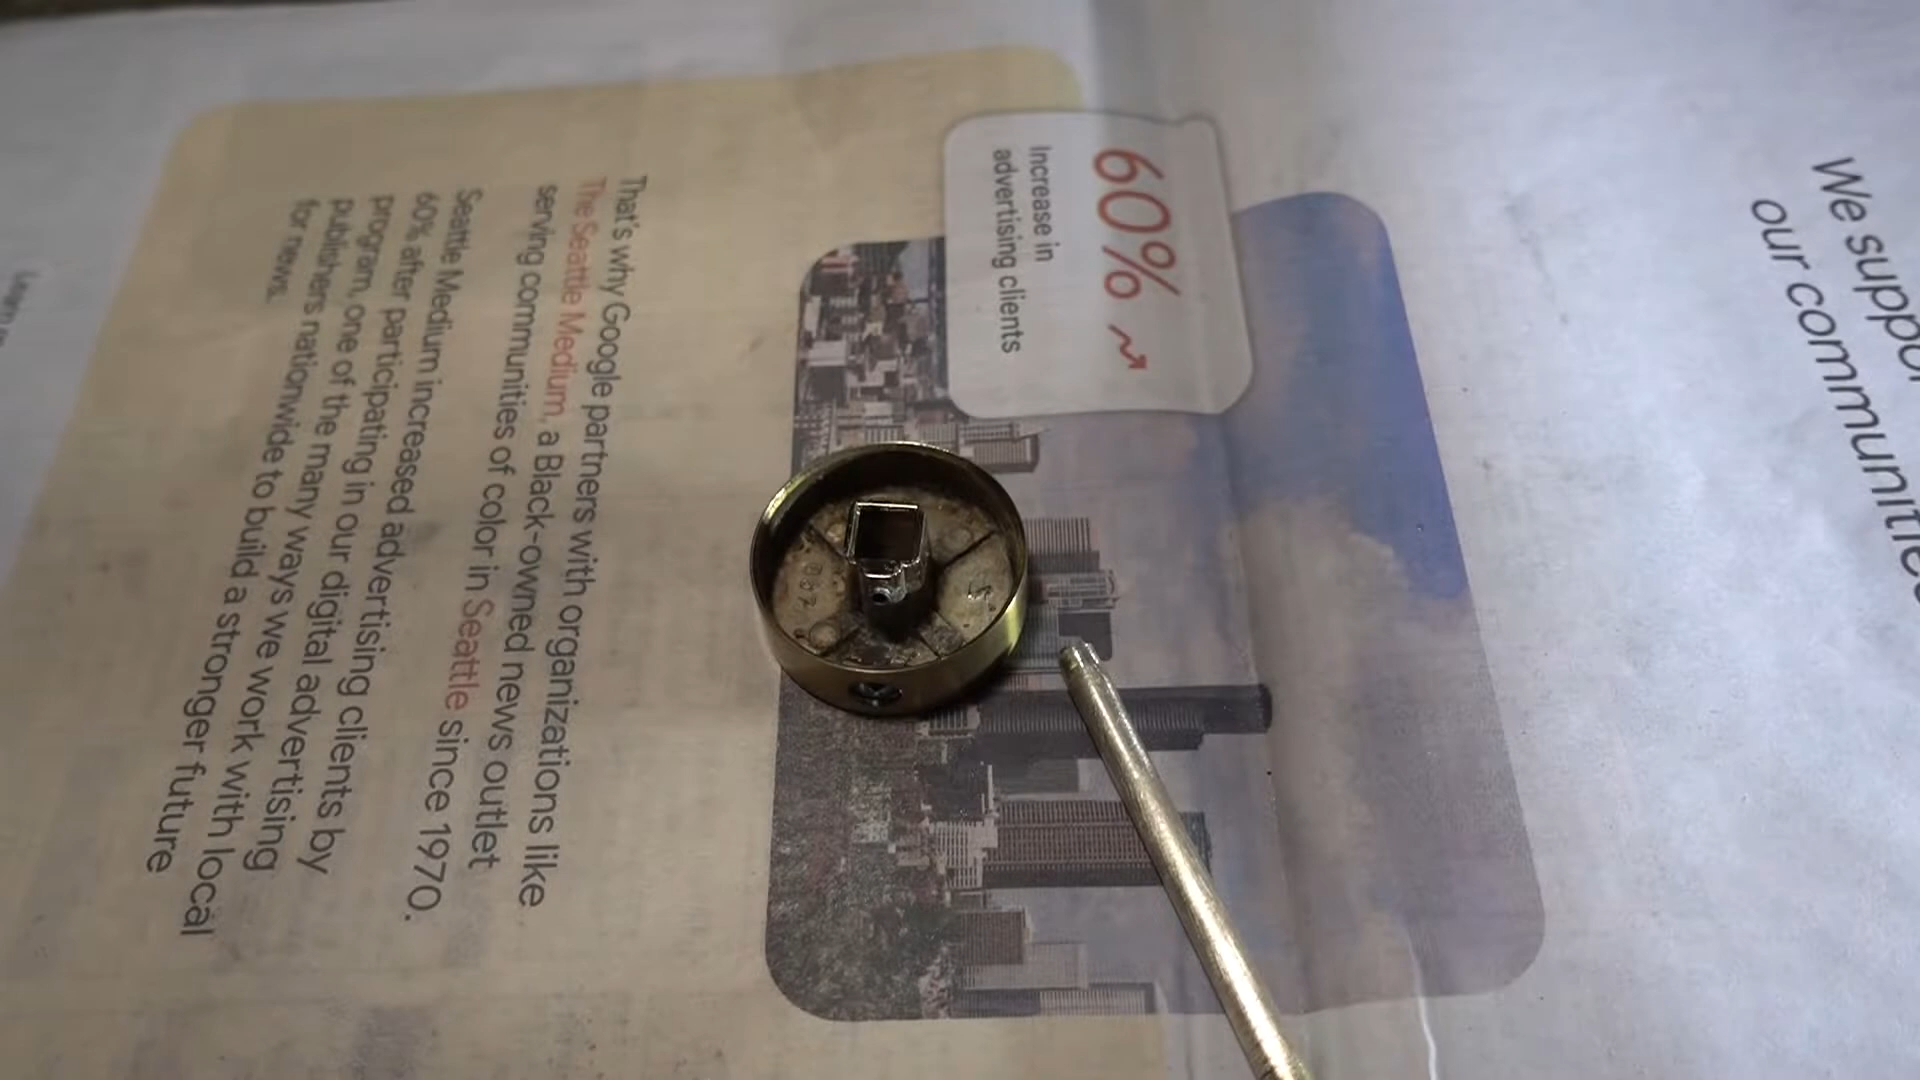 We suppor
our communities
60%
Increase in
advertising clients
That's why Google partners with organizations like
The Seattle Medium, a Black-owned news outlet
serving communities of color in Seattle since 1970.
Seattle Medium increased advertising clients by
60% after participating in our digital advertising
program, one of the many ways we work with local
publishers nationwide to build a stronger future
for news.